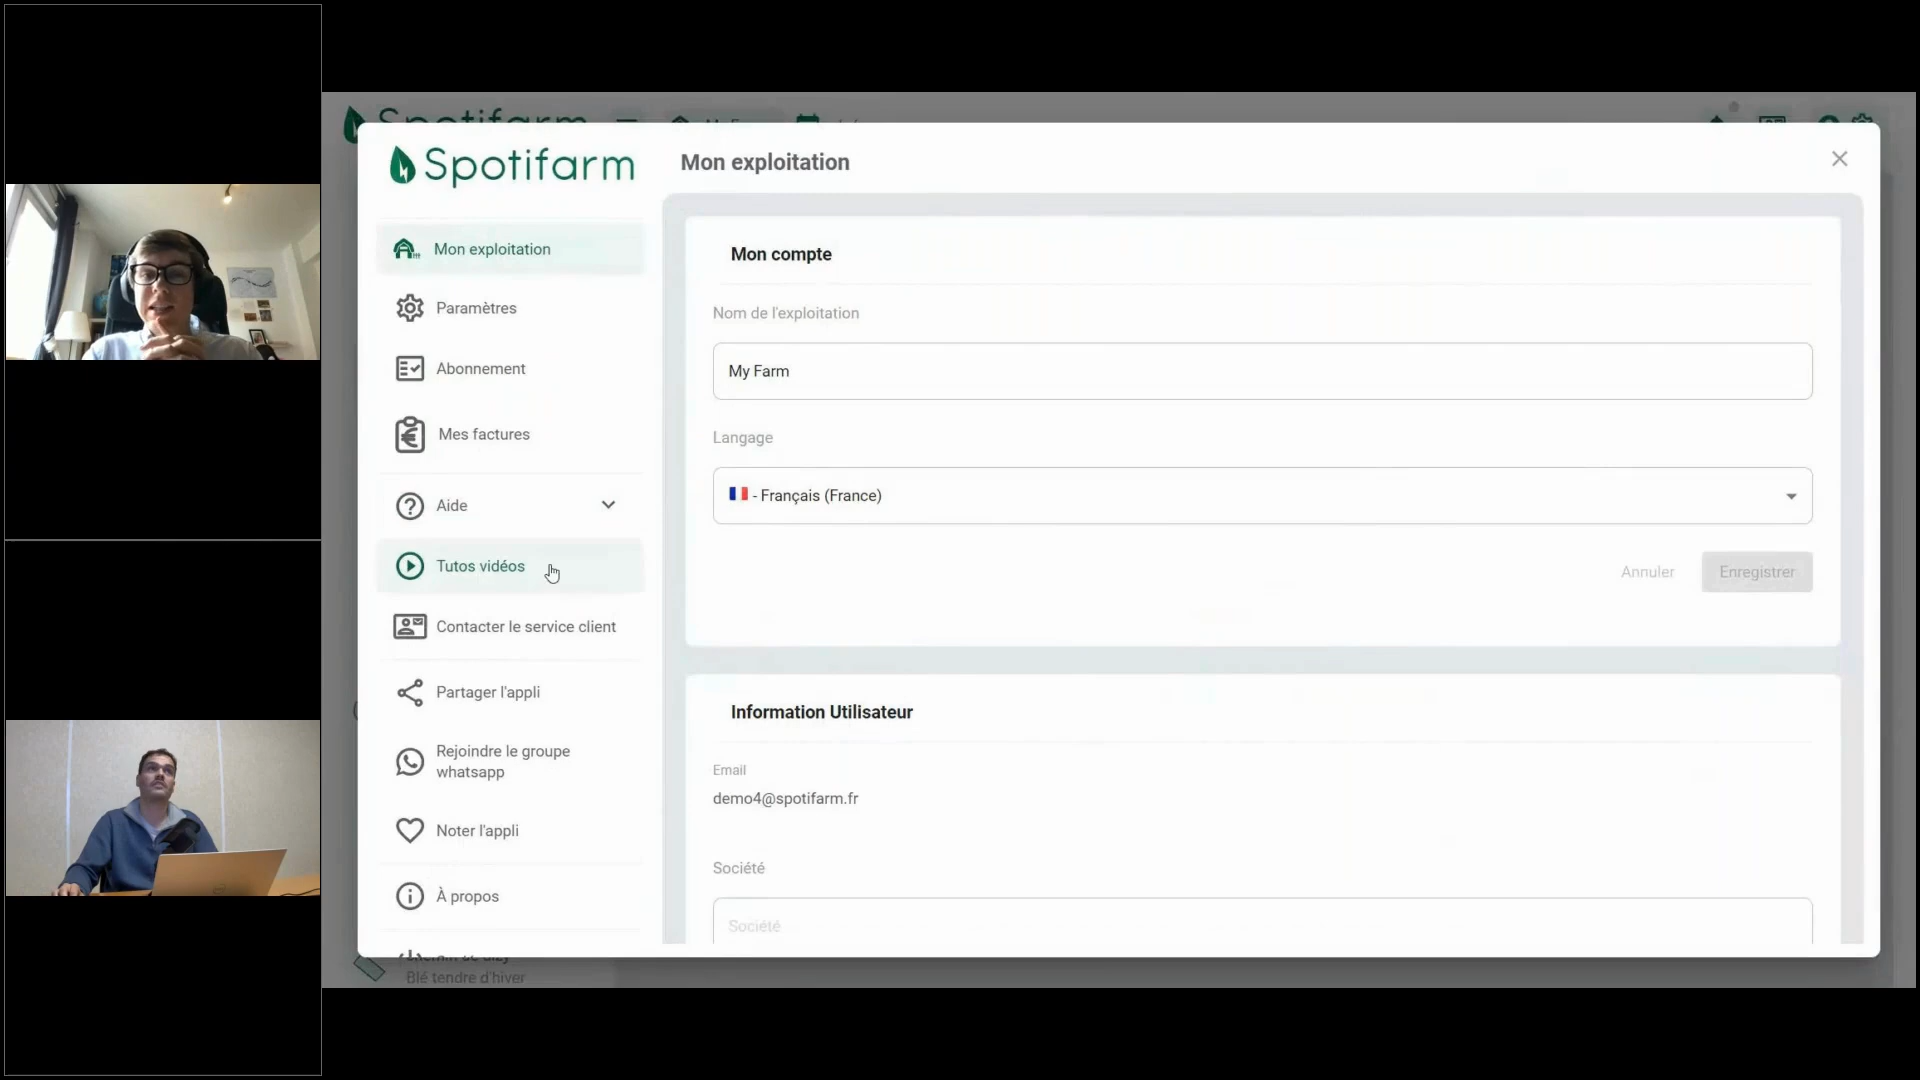 Spotifarm
Mon exploitation
Mon exploitation
Paramètres
Abonnement
Mes factures
Aide
Tutos vidéos
Contacter le service client
Partager l'appli
Rejoindre le groupe
whatsapp
Noter l'appli
À propos
Blé tendre d'hiver
Mon compte
Nom de l'exploitation
My Farm
Langage
- Français (France)
Annuler
Enregistrer
Information Utilisateur
Email
demo4@spotifarm.fr
Société
Société